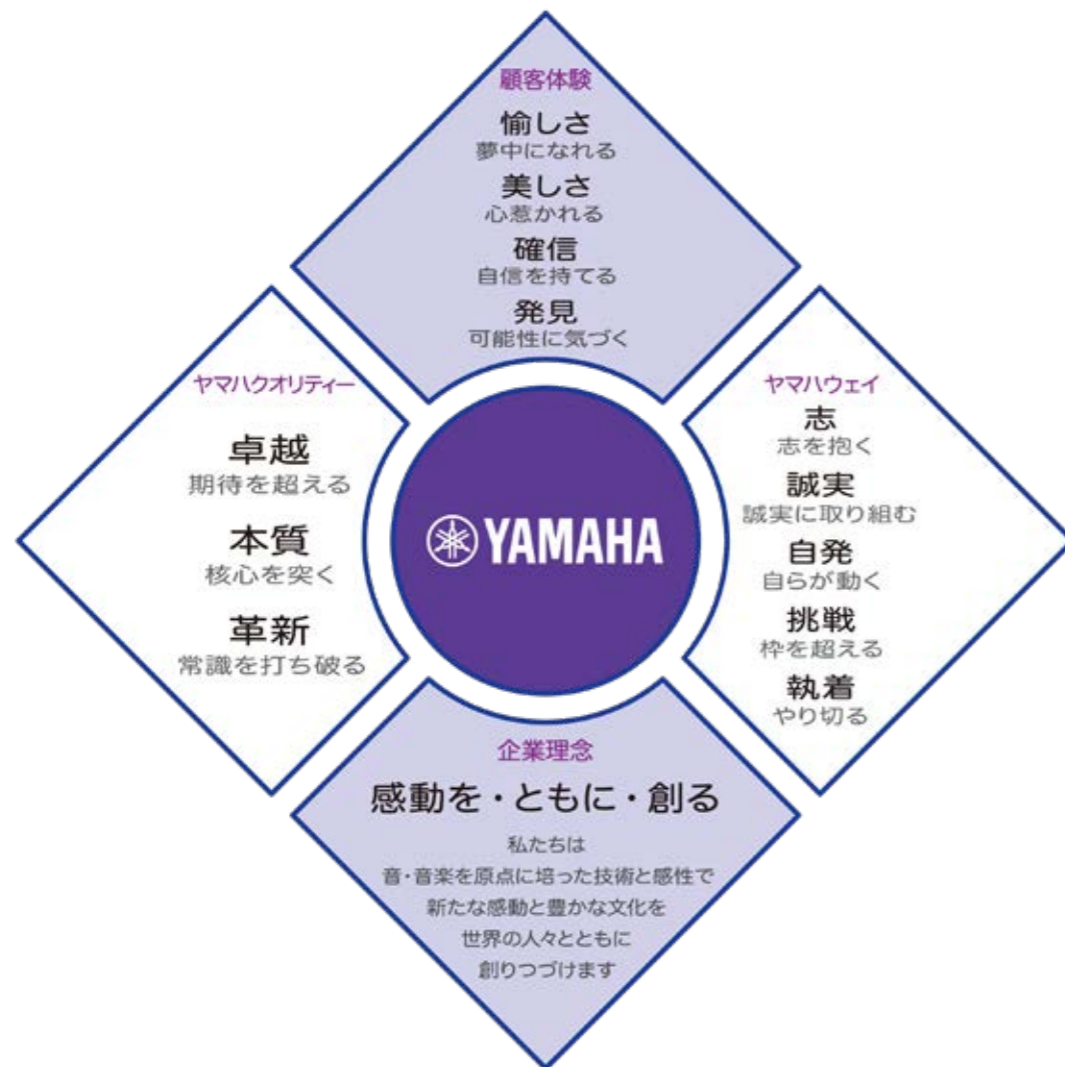 顧客体験
愉しさ
夢中になれる
美しさ
心惹かれる
確信
自信を持てる
発見
可能性に気づく
ヤマハクオリティー
卓越
期待を超える
本質
核心を突く
革新
常識を打ち破る
YAMAHA
ヤマハウェイ
志
志を抱く
誠実
誠実に取り組む
自発
自らが動く
挑戦
枠を超える
執着
やり切る
企業理念
感動を・ともに・創る
私たちは
音・音楽を原点に培った技術と感性で
新たな感動と豊かな文化を
世界の人々とともに
創りつづけます